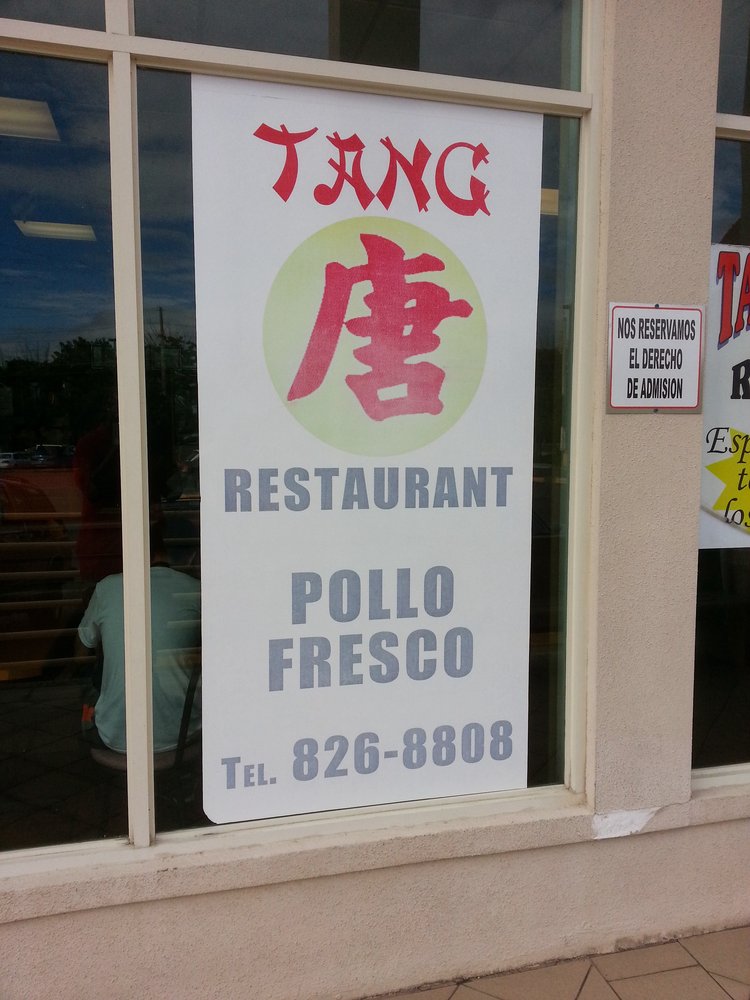 TANG
唐
RESTAURANT
POLLO
FRESCO
TEL. 826-8808
NOS RESERVAMOS
EL DERECHO
DE ADMISION